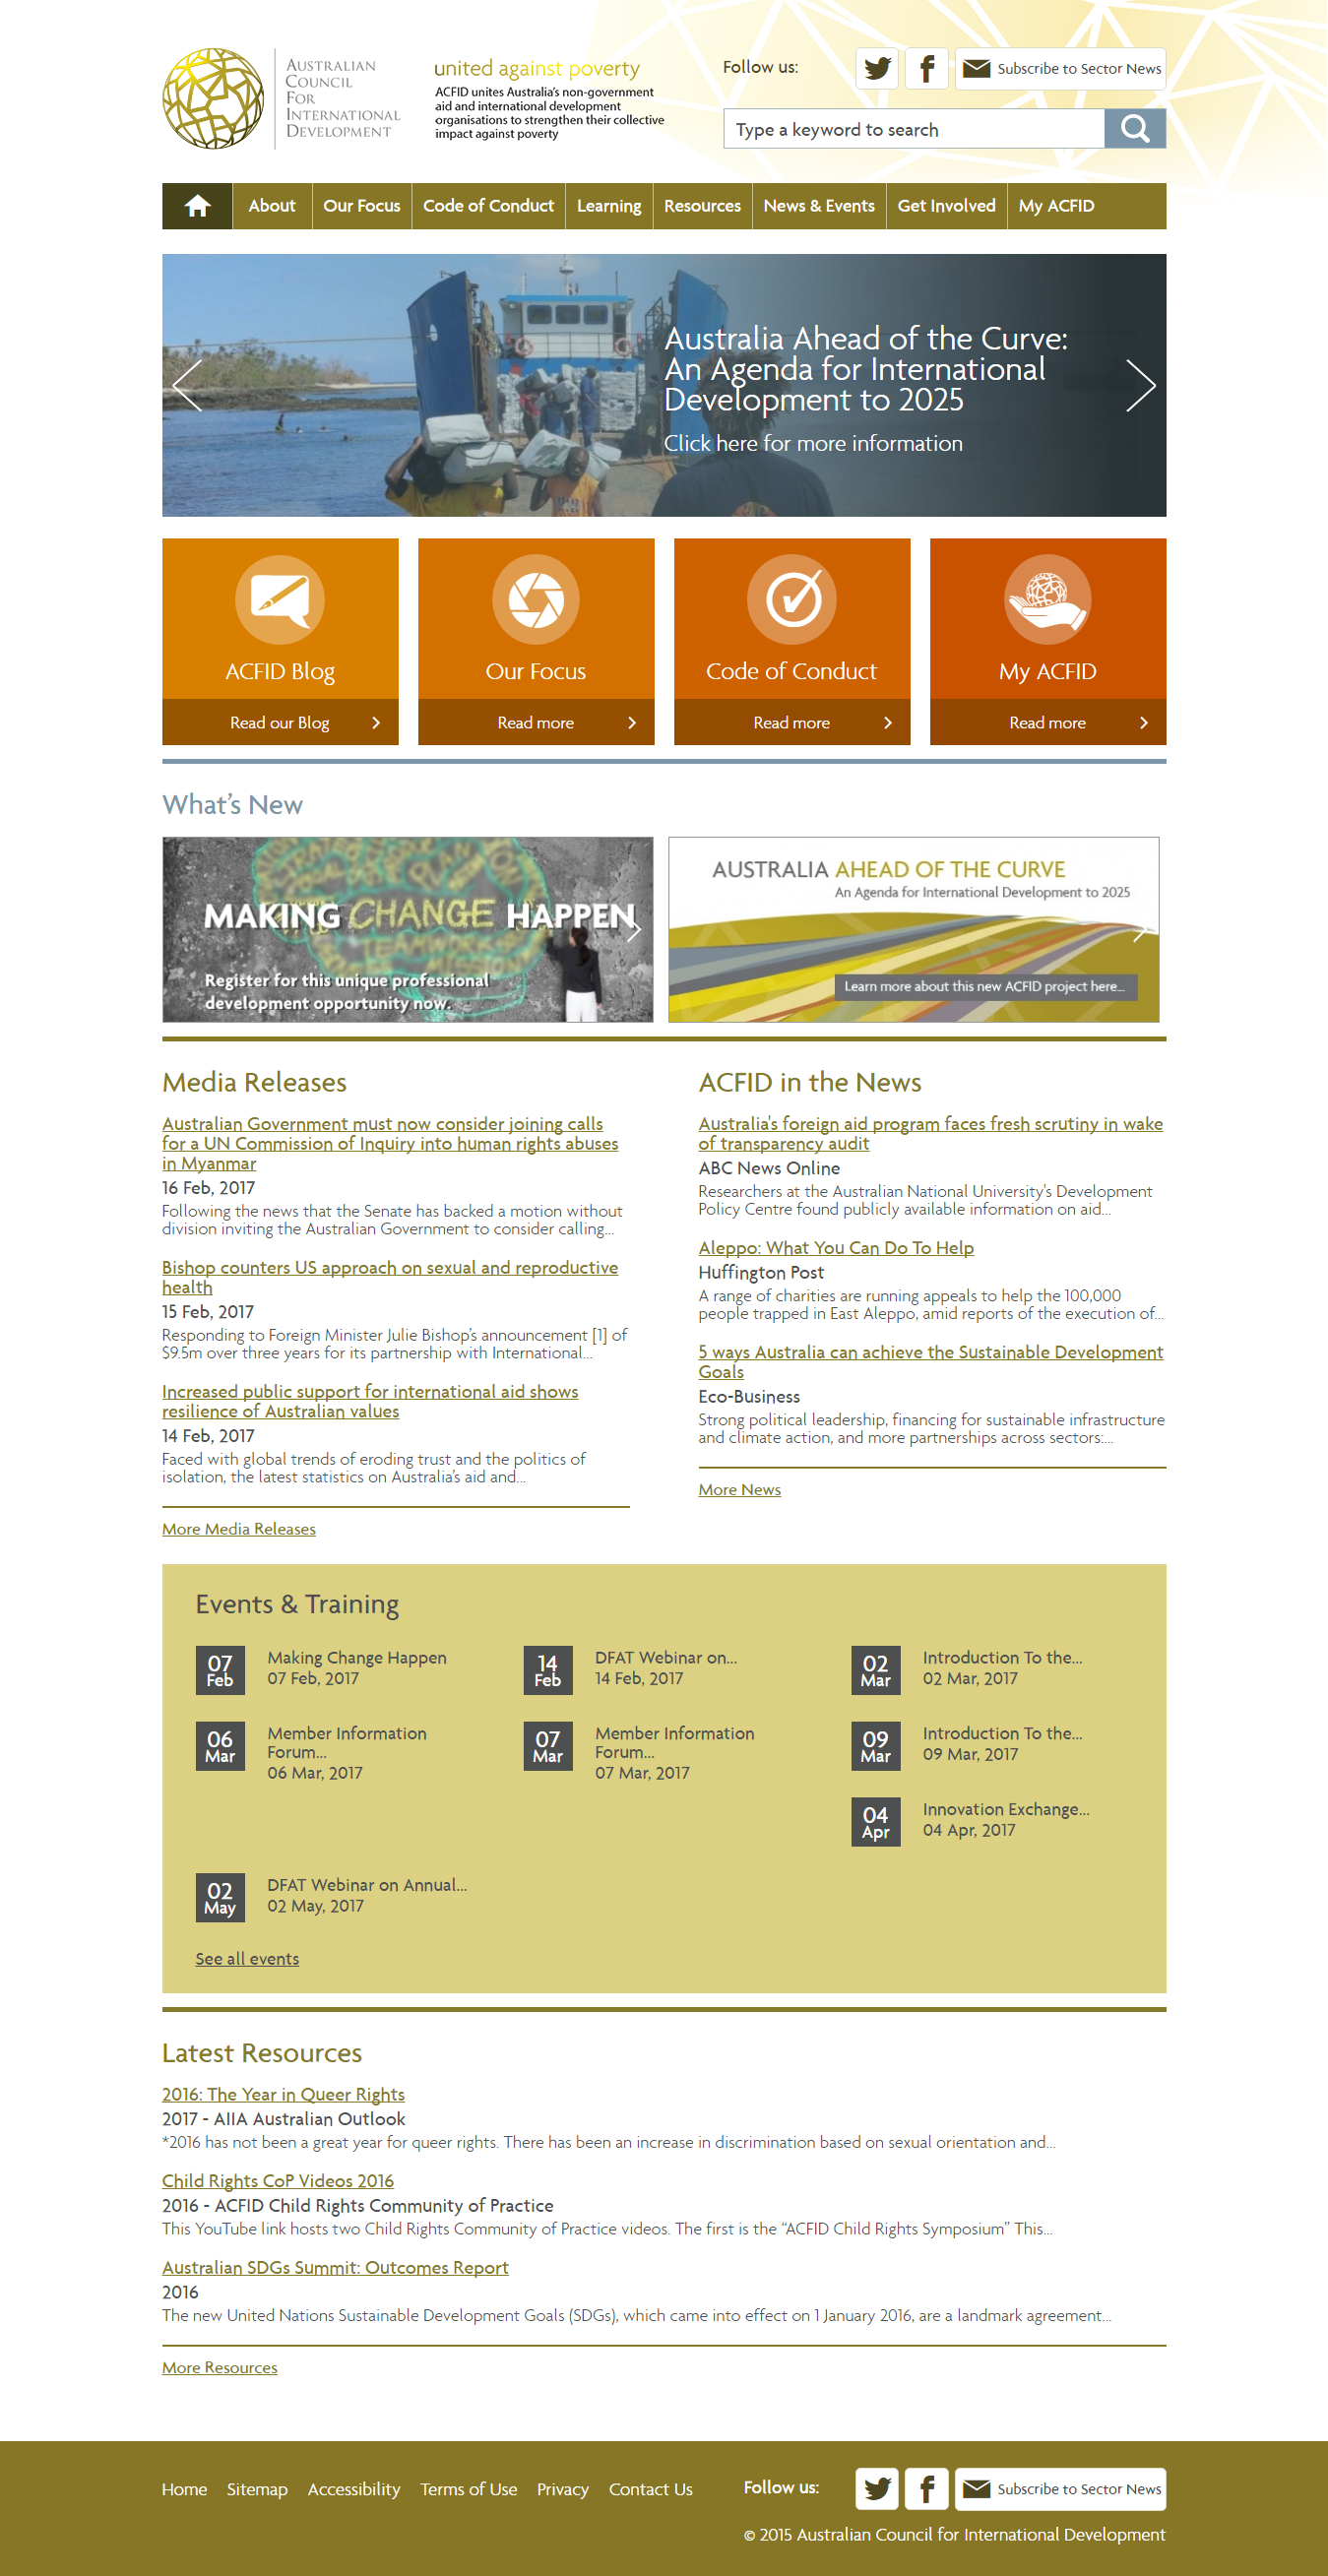 AUSTRALIAN
COUNCIL
FOR
INTERNATIONAL
DEVELOPMENT
united against poverty
ACFID unites Australia's non-government
aid and international development
organisations to strengthen their collective
impact against poverty
Follow us:
Subscribe to Sector News
Type a keyword to search
About Our Focus Code of Conduct Learning Resources News & Events Get Involved My ACFID
Australia Ahead of the Curve:
An Agenda for International
Development to 2025
Click here for more information
ACFID Blog
Read our Blog
Our Focus
Read more
Code of Conduct
Read more
My ACFID
Read more
What's New
MAKING CHANGE HAPPEN
Register for this unique professional
development opportunity now.
AUSTRALIA AHEAD OF THE CURVE
An Agenda for International Development to 2025
Learn more about this new ACFID project here...
Media Releases
Australian Government must now consider joining calls
for a UN Commission of Inquiry into human rights abuses
in Myanmar
16 Feb, 2017
Following the news that the Senate has backed a motion without
division inviting the Australian Government to consider calling...
Bishop counters US approach on sexual and reproductive
health
15 Feb, 2017
Responding to Foreign Minister Julie Bishop's announcement [1] of
$9.5m over three years for its partnership with International...
Increased public support for international aid shows
resilience of Australian values
14 Feb, 2017
Faced with global trends of eroding trust and the politics of
isolation, the latest statistics on Australia's aid and...
More Media Releases
ACFID in the News
Australia's foreign aid program faces fresh scrutiny in wake
of transparency audit
ABC News Online
Researchers at the Australian National University's Development
Policy Centre found publicly available information on aid...
Aleppo: What You Can Do To Help
Huffington Post
A range of charities are running appeals to help the 100,000
people trapped in East Aleppo, amid reports of the execution of...
5 ways Australia can achieve the Sustainable Development
Goals
Eco-Business
Strong political leadership, financing for sustainable infrastructure
and climate action, and more partnerships across sectors:...
More News
Events & Training
07
Feb
Making Change Happen
07 Feb, 2017
14
Feb
DFAT Webinar on...
14 Feb, 2017
02
Mar
Introduction To the...
02 Mar, 2017
06
Mar
Member Information
Forum...
06 Mar, 2017
07
Mar
Member Information
Forum...
07 Mar, 2017
09
Mar
Introduction To the...
09 Mar, 2017
04
Apr
Innovation Exchange...
04 Apr, 2017
02
May
DFAT Webinar on Annual...
02 May, 2017
See all events
Latest Resources
2016: The Year in Queer Rights
2017 - AIIA Australian Outlook
*2016 has not been a great year for queer rights. There has been an increase in discrimination based on sexual orientation and...
Child Rights CoP Videos 2016
2016 - ACFID Child Rights Community of Practice
This YouTube link hosts two Child Rights Community of Practice videos. The first is the “ACFID Child Rights Symposium” This...
Australian SDGs Summit: Outcomes Report
2016
The new United Nations Sustainable Development Goals (SDGs), which came into effect on 1 January 2016, are a landmark agreement...
More Resources
Home Sitemap Accessibility Terms of Use Privacy Contact Us
Follow us:
Subscribe to Sector News
© 2015 Australian Council for International Development